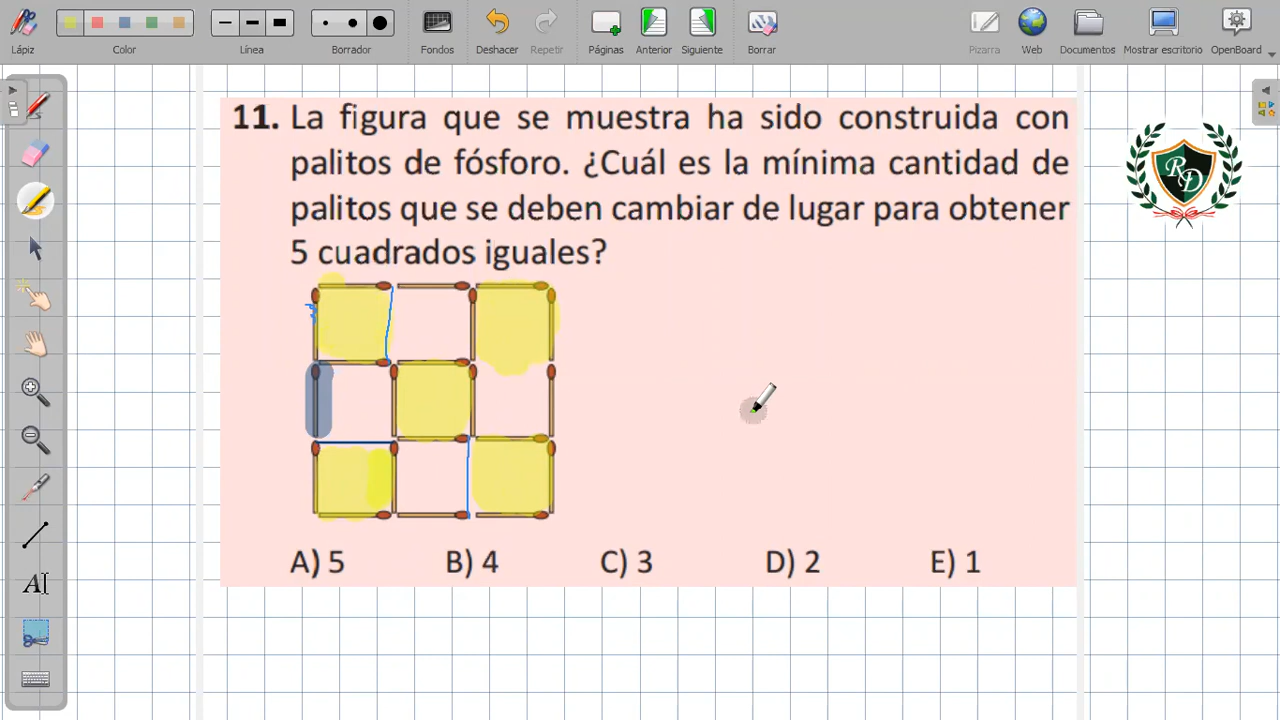 Lápiz Color Línea Borrador Fondos Deshacer Repetir Páginas Anterior Siguiente Borrar Pizarra Web Documentos Mostrar escritorio OpenBoard
11. La figura que se muestra ha sido construida con
palitos de fósforo. ¿Cuál es la mínima cantidad de
palitos que se deben cambiar de lugar para obtener
5 cuadrados iguales?
RD
A) 5 B) 4 C) 3 D) 2 E) 1
AI